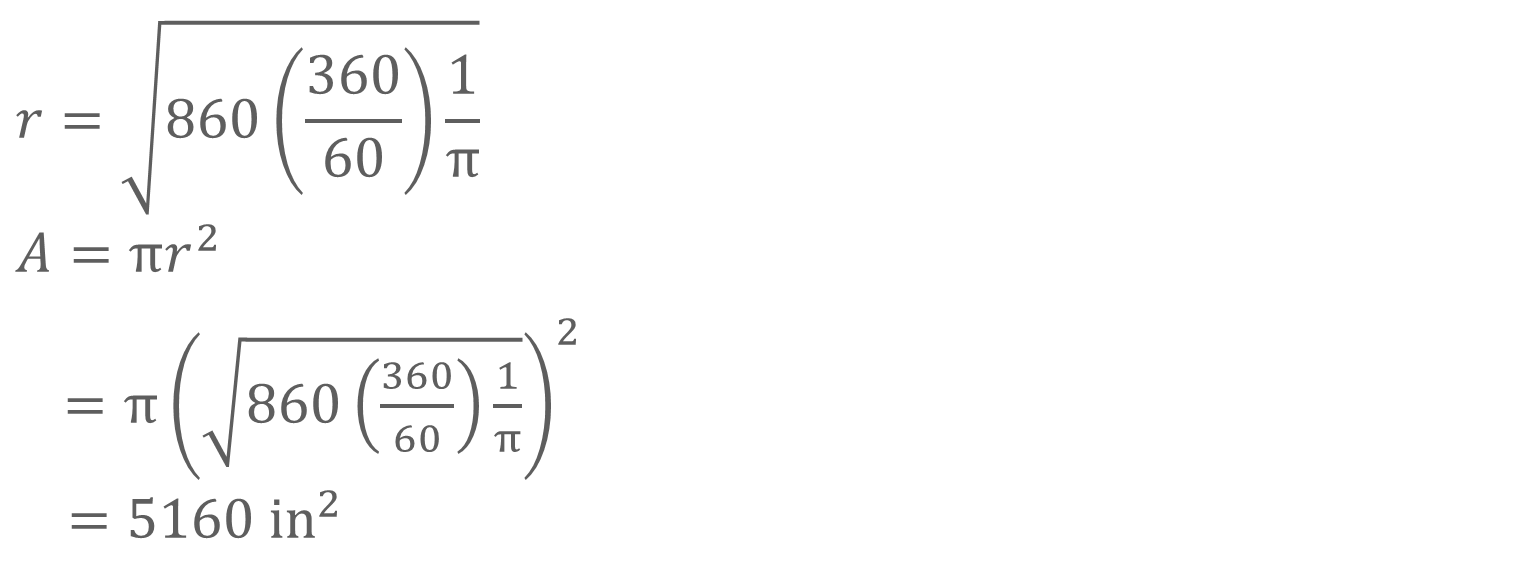 r = √(860 (360/60) 1/π)
A = πr²
= π (√(860 (360/60) 1/π))²
= 5160 in²